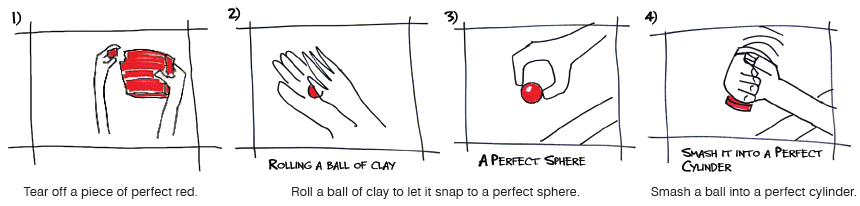 1)
2)
3)
4)
ROLLING A BALL OF CLAY
A PERFECT SPHERE
SMASH IT INTO A PERFECT
CYLINDER
Tear off a piece of perfect red.
Roll a ball of clay to let it snap to a perfect sphere.
Smash a ball into a perfect cylinder.